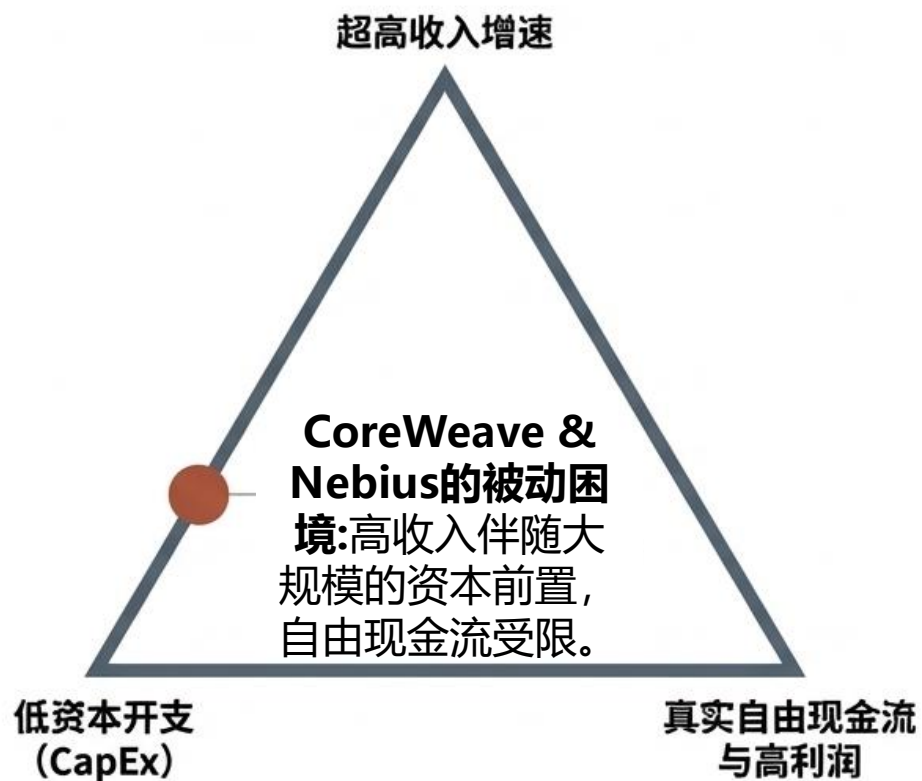 超高收入增速
CoreWeave &
Nebius的被动困
境:高收入伴随大
规模的资本前置，
自由现金流受限。
低资本开支
（CapEx）
真实自由现金流
与高利润